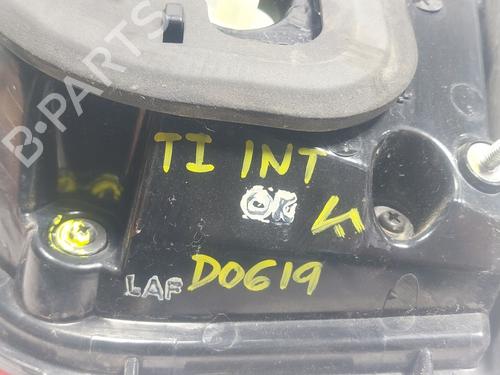 B-PARTS
TI INT
OR
LAF D0619